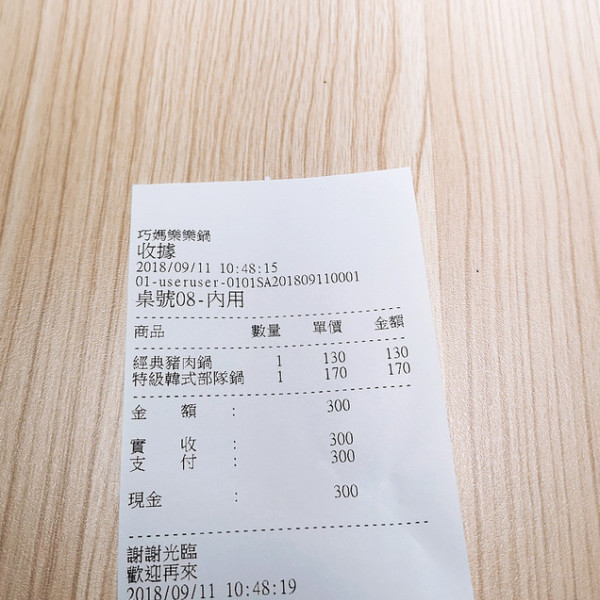 巧媽樂樂鍋
收據
2018/09/11 10:48:15
01-useruser-0101SA201809110001
桌號08-內用
商品 數量 單價 金額
經典豬肉鍋 1 130 130
特級韓式部隊鍋 1 170 170
金 額 : 300
實 收 : 300
支 付 : 300
現金 : 300
謝謝光臨
歡迎再來
2018/09/11 10:48:19